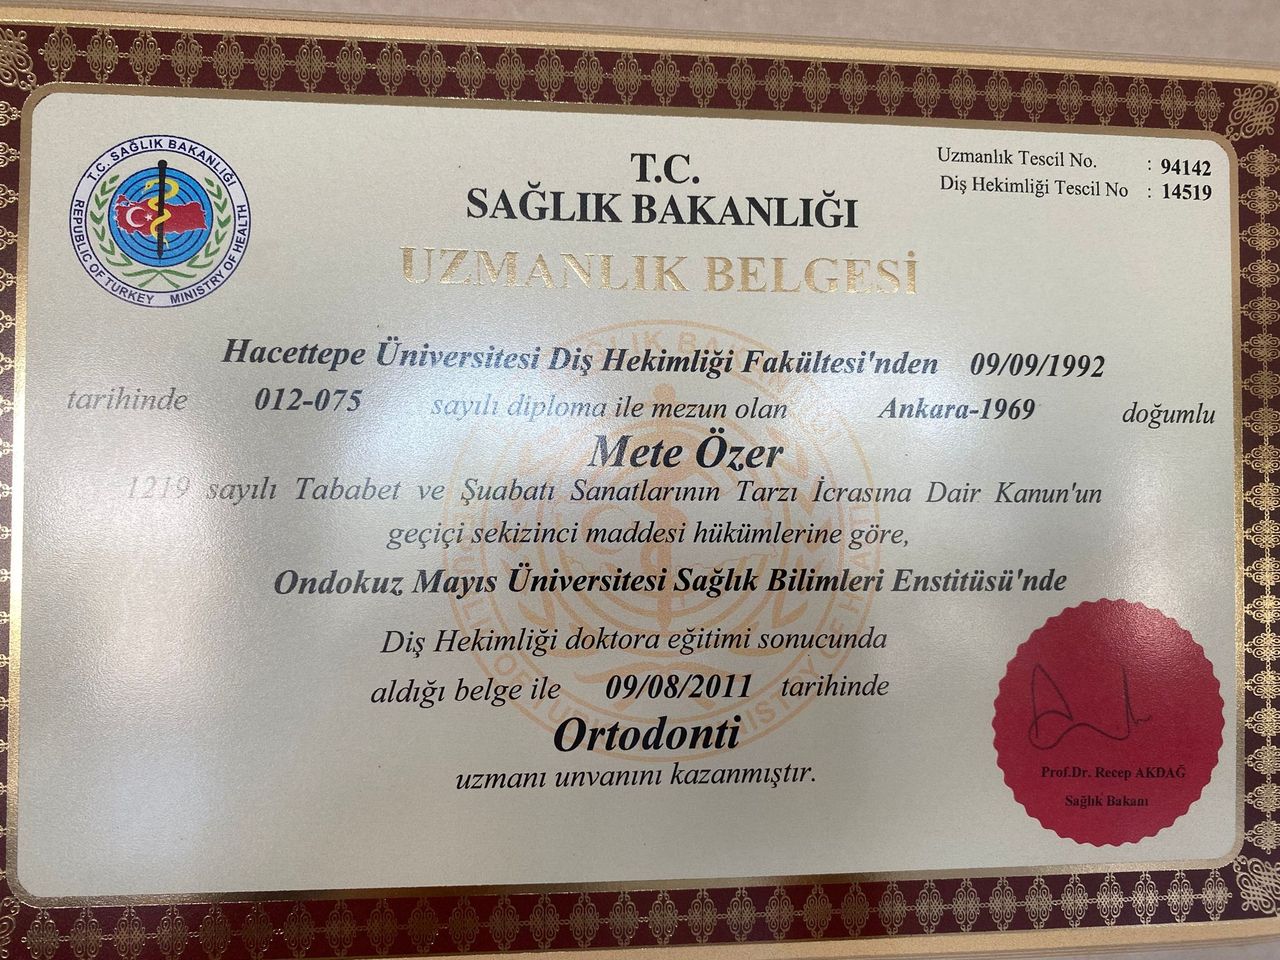 T.C. SAĞLIK BAKANLIĞI
REPUBLIC OF TURKEY MINISTRY OF HEALTH
T.C.
SAĞLIK BAKANLIĞI
UZMANLIK BELGESİ
Uzmanlık Tescil No. : 94142
Diş Hekimliği Tescil No : 14519
Hacettepe Üniversitesi Diş Hekimliği Fakültesi'nden 09/09/1992
tarihinde 012-075 sayılı diploma ile mezun olan Ankara-1969 doğumlu
Mete Özer
1219 sayılı Tababet ve Şuabatı Sanatlarının Tarzı İcrasına Dair Kanun'un
geçiçi sekizinci maddesi hükümlerine göre,
Ondokuz Mayıs Üniversitesi Sağlık Bilimleri Enstitüsü'nde
Diş Hekimliği doktora eğitimi sonucunda
aldığı belge ile 09/08/2011 tarihinde
Ortodonti
uzmanı unvanını kazanmıştır.
Prof.Dr. Recep AKDAĞ
Sağlık Bakanı